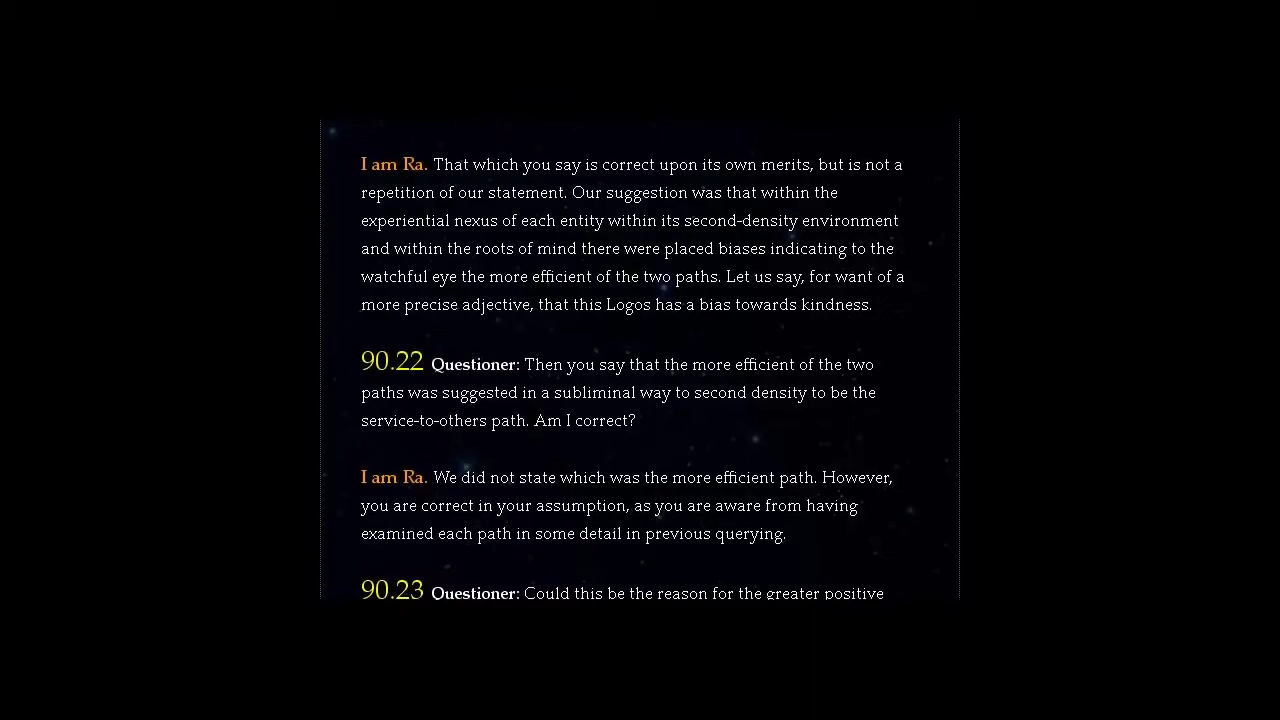 I am Ra. That which you say is correct upon its own merits, but is not a
repetition of our statement. Our suggestion was that within the
experiential nexus of each entity within its second-density environment
and within the roots of mind there were placed biases indicating to the
watchful eye the more efficient of the two paths. Let us say, for want of a
more precise adjective, that this Logos has a bias towards kindness.
90.22 Questioner: Then you say that the more efficient of the two
paths was suggested in a subliminal way to second density to be the
service-to-others path. Am I correct?
I am Ra. We did not state which was the more efficient path. However,
you are correct in your assumption, as you are aware from having
examined each path in some detail in previous querying.
90.23 Questioner: Could this be the reason for the greater positive